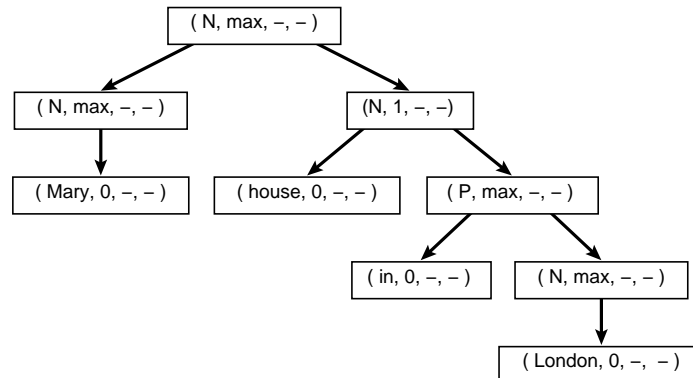 ( N, max, –, – )
( N, max, –, – )
(N, 1, –, –)
( Mary, 0, –, – )
( house, 0, –, – )
( P, max, –, – )
( in, 0, –, – )
( N, max, –, – )
( London, 0, –, – )